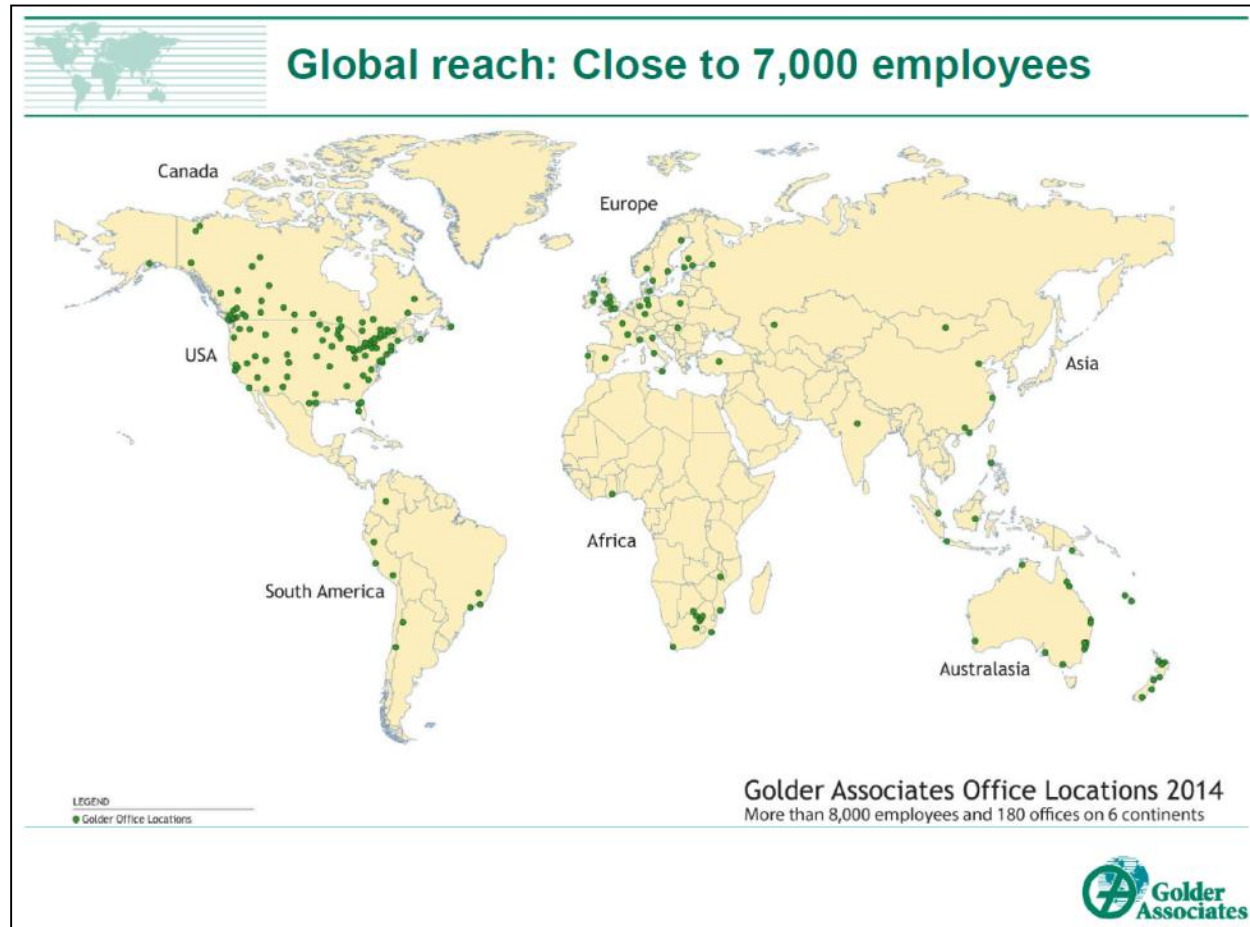 Global reach: Close to 7,000 employees
Canada
Europe
USA
Asia
Africa
South America
Australasia
Golder Associates Office Locations 2014
More than 8,000 employees and 180 offices on 6 continents
LEGEND
Golder Office Locations
Golder
Associates